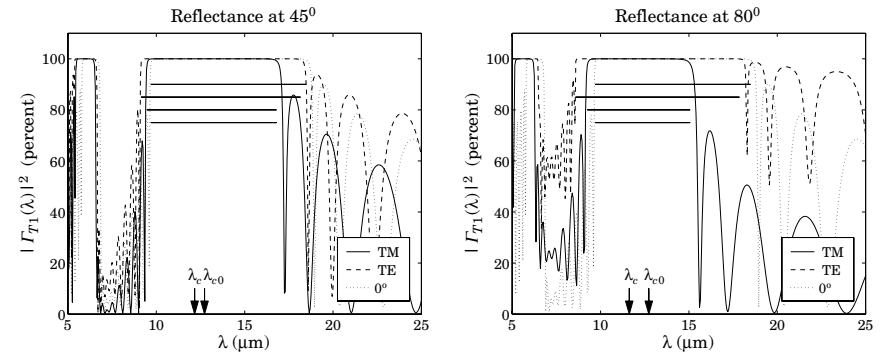 Reflectance at 45⁰
| Γ_T1(λ) |² (percent)
100
80
60
40
20
0
λ_c λ_c0
TM
TE
0°
5 10 15 20 25
λ (μm)
Reflectance at 80⁰
| Γ_T1(λ) |² (percent)
100
80
60
40
20
0
λ_c λ_c0
TM
TE
0°
5 10 15 20 25
λ (μm)